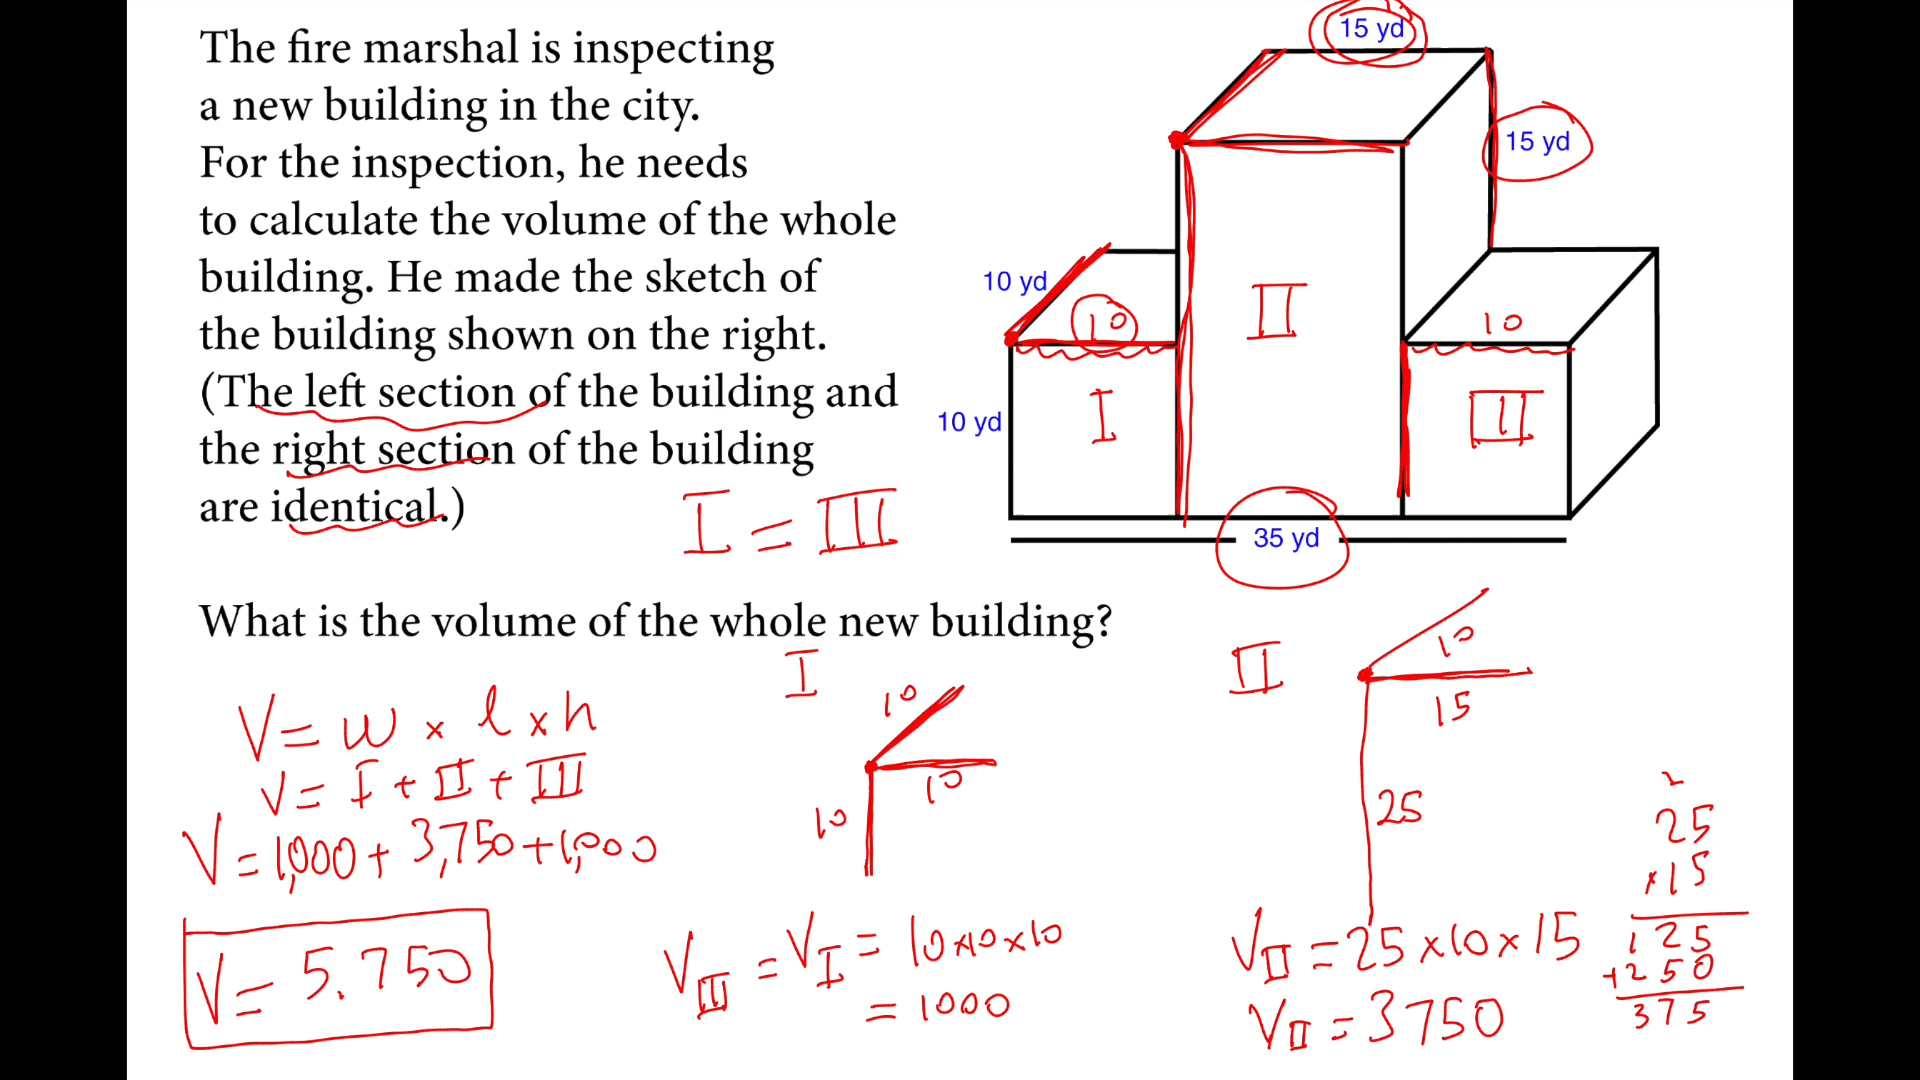 The fire marshal is inspecting
a new building in the city.
For the inspection, he needs
to calculate the volume of the whole
building. He made the sketch of
the building shown on the right.
(The left section of the building and
the right section of the building
are identical.)
I = III
15 yd
15 yd
10 yd
10
II
10
10 yd
I
III
35 yd
What is the volume of the whole new building?
V = w x l x h
V = I + II + III
V = 1,000 + 3,750 + 1,000
V = 5.750
I
10
10
10
V III = V I = 10 x 10 x 10
= 1000
II
10
15
25
V II = 25 x 10 x 15
V II = 3750
2
25
x 15
125
+250
375